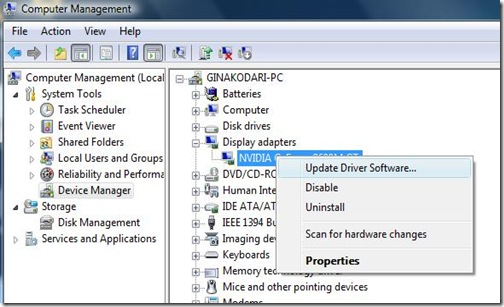 Computer Management
File Action View Help
Computer Management (Local
System Tools
Task Scheduler
Event Viewer
Shared Folders
Local Users and Groups
Reliability and Performa
Device Manager
Storage
Disk Management
Services and Applications
GINAKODARI-PC
Batteries
Computer
Disk drives
Display adapters
NVIDIA
DVD/CD-RO
Human Inte
IDE ATA/AT
IEEE 1394 Bu
Imaging devi
Keyboards
Memory technology driver
Mice and other pointing devices
Modems
Update Driver Software...
Disable
Uninstall
Scan for hardware changes
Properties